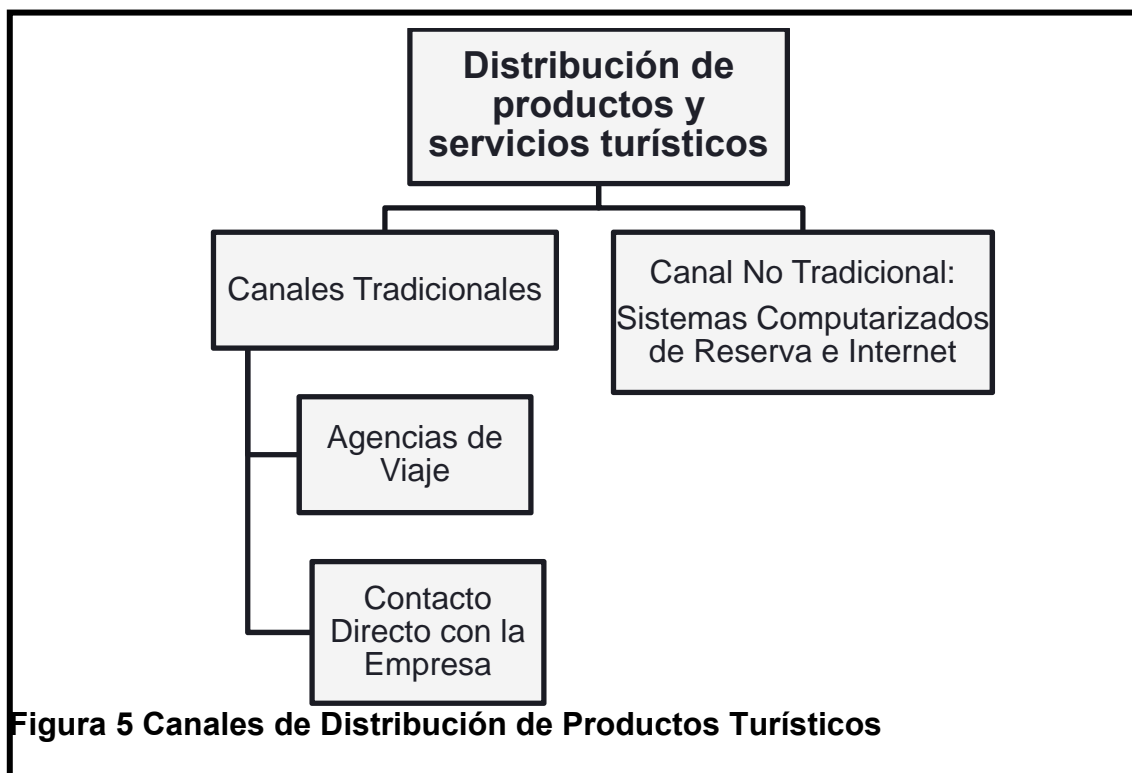 Distribución de
productos y
servicios turísticos
Canales Tradicionales
Canal No Tradicional:
Sistemas Computarizados
de Reserva e Internet
Agencias de
Viaje
Contacto
Directo con la
Empresa
Figura 5 Canales de Distribución de Productos Turísticos